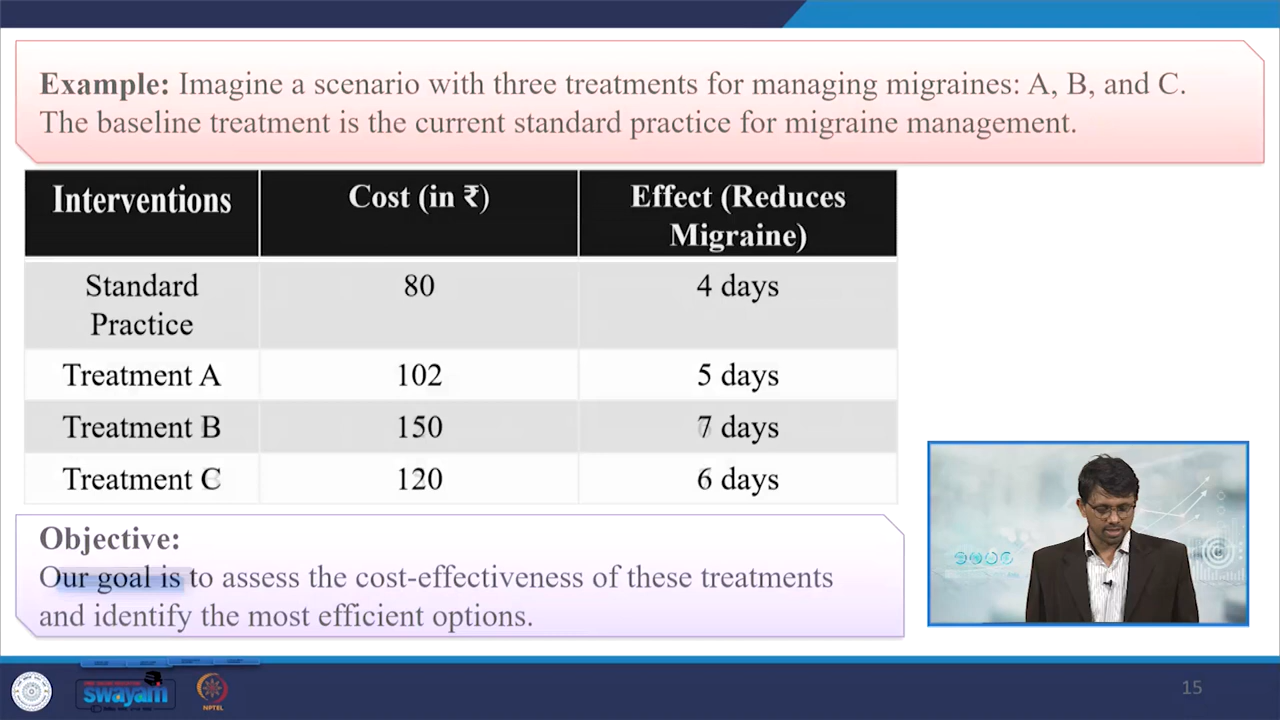 Example: Imagine a scenario with three treatments for managing migraines: A, B, and C.
The baseline treatment is the current standard practice for migraine management.
Interventions Cost (in ₹) Effect (Reduces Migraine)
Standard Practice 80 4 days
Treatment A 102 5 days
Treatment B 150 7 days
Treatment C 120 6 days
Objective:
Our goal is to assess the cost-effectiveness of these treatments
and identify the most efficient options.
swayam
NPTEL
15